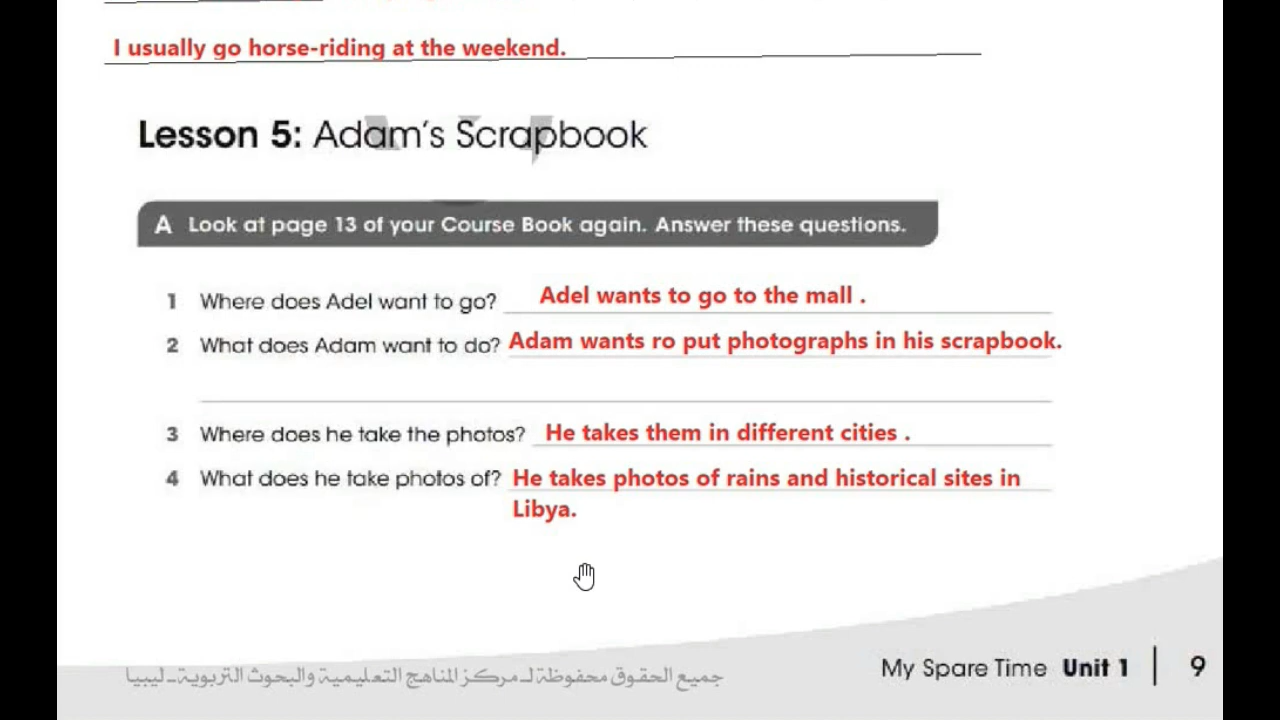 I usually go horse-riding at the weekend.
Lesson 5: Adam's Scrapbook
A Look at page 13 of your Course Book again. Answer these questions.
1 Where does Adel want to go? Adel wants to go to the mall .
2 What does Adam want to do? Adam wants ro put photographs in his scrapbook.
3 Where does he take the photos? He takes them in different cities .
4 What does he take photos of? He takes photos of rains and historical sites in
Libya.
جميع الحقوق محفوظة لـ مركز المناهج التعليمية والبحوث التربوية - ليبيا
My Spare Time Unit 1 | 9